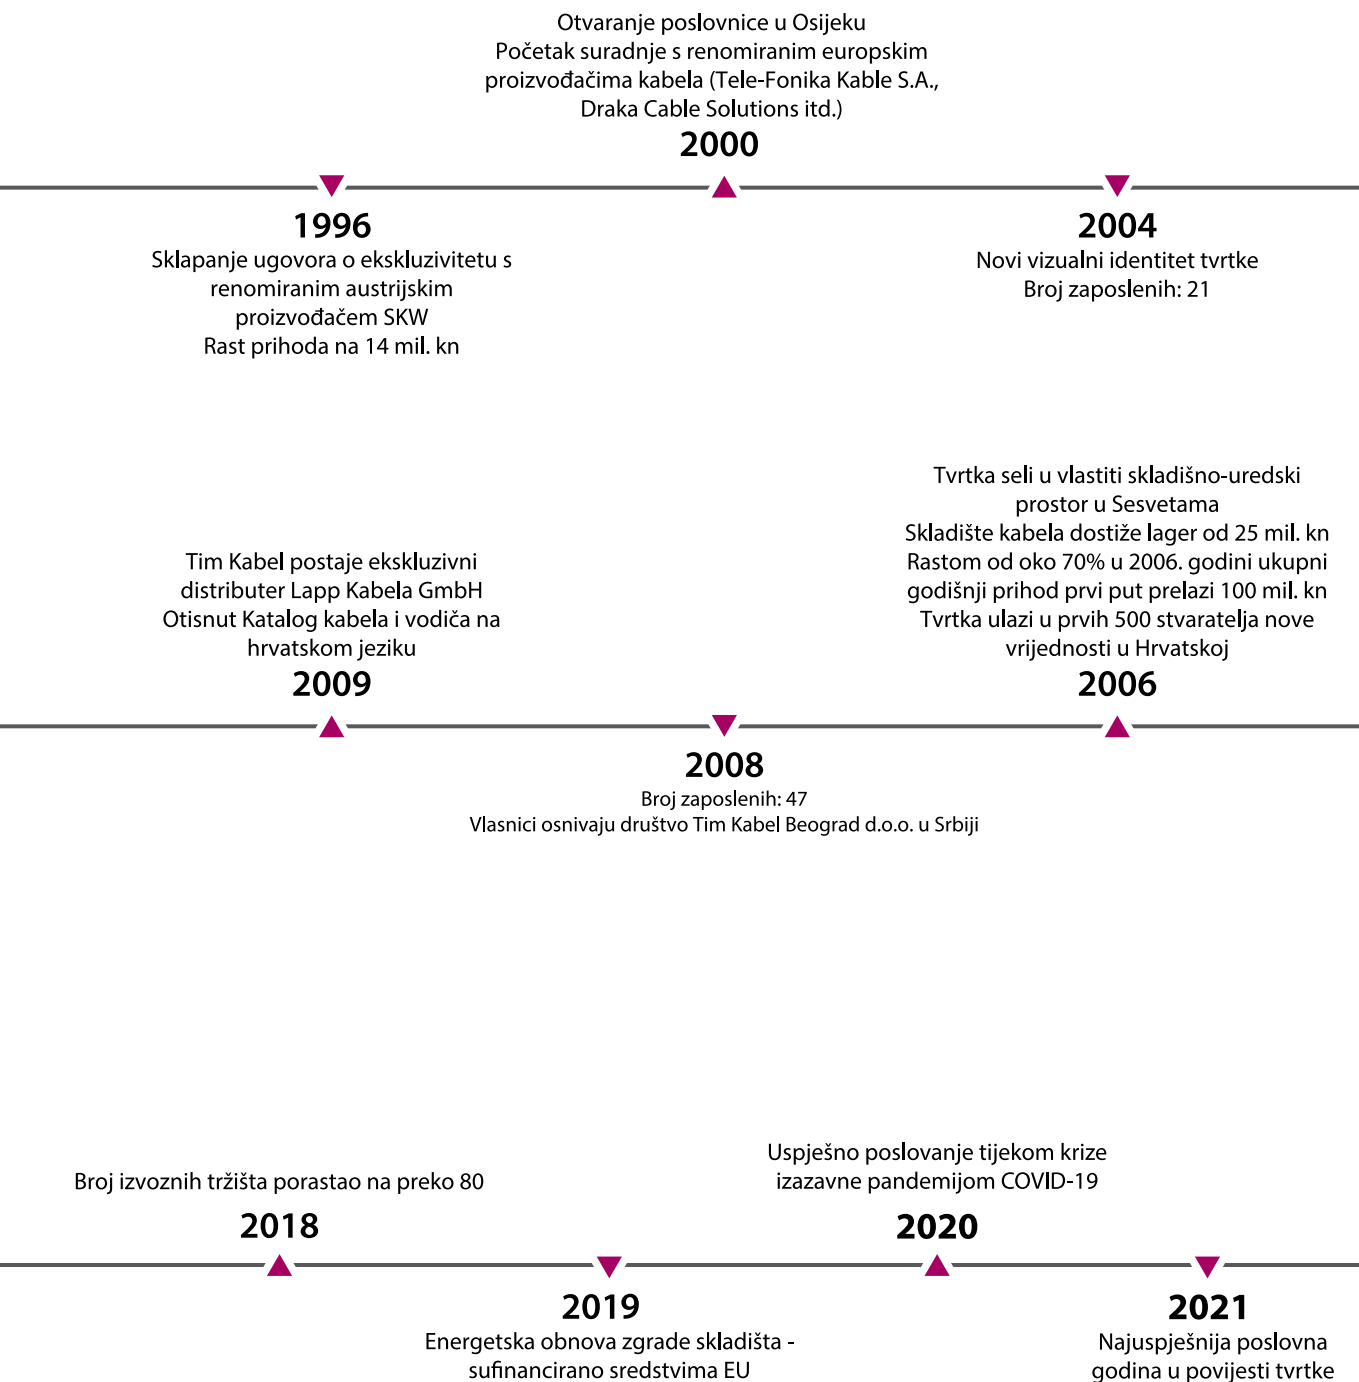 Otvaranje poslovnice u Osijeku
Početak suradnje s renomiranim europskim
proizvođačima kabela (Tele-Fonika Kable S.A.,
Draka Cable Solutions itd.)
2000
1996
Sklapanje ugovora o ekskluzivitetu s
renomiranim austrijskim
proizvođačem SKW
Rast prihoda na 14 mil. kn
2004
Novi vizualni identitet tvrtke
Broj zaposlenih: 21
Tim Kabel postaje ekskluzivni
distributer Lapp Kabela GmbH
Otisnut Katalog kabela i vodiča na
hrvatskom jeziku
2009
Tvrtka seli u vlastiti skladišno-uredski
prostor u Sesvetama
Skladište kabela dostiže lager od 25 mil. kn
Rastom od oko 70% u 2006. godini ukupni
godišnji prihod prvi put prelazi 100 mil. kn
Tvrtka ulazi u prvih 500 stvaratelja nove
vrijednosti u Hrvatskoj
2006
2008
Broj zaposlenih: 47
Vlasnici osnivaju društvo Tim Kabel Beograd d.o.o. u Srbiji
Broj izvoznih tržišta porastao na preko 80
2018
Uspješno poslovanje tijekom krize
izazavne pandemijom COVID-19
2020
2019
Energetska obnova zgrade skladišta -
sufinancirano sredstvima EU
2021
Najuspješnija poslovna
godina u povijesti tvrtke